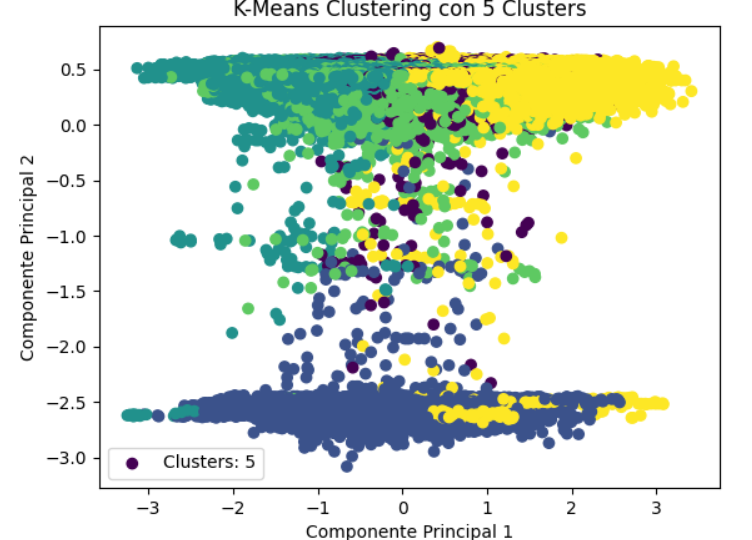 K-Means Clustering con 5 Clusters
Componente Principal 2
0.5
0.0
−0.5
−1.0
−1.5
−2.0
−2.5
−3.0
Clusters: 5
−3 −2 −1 0 1 2 3
Componente Principal 1